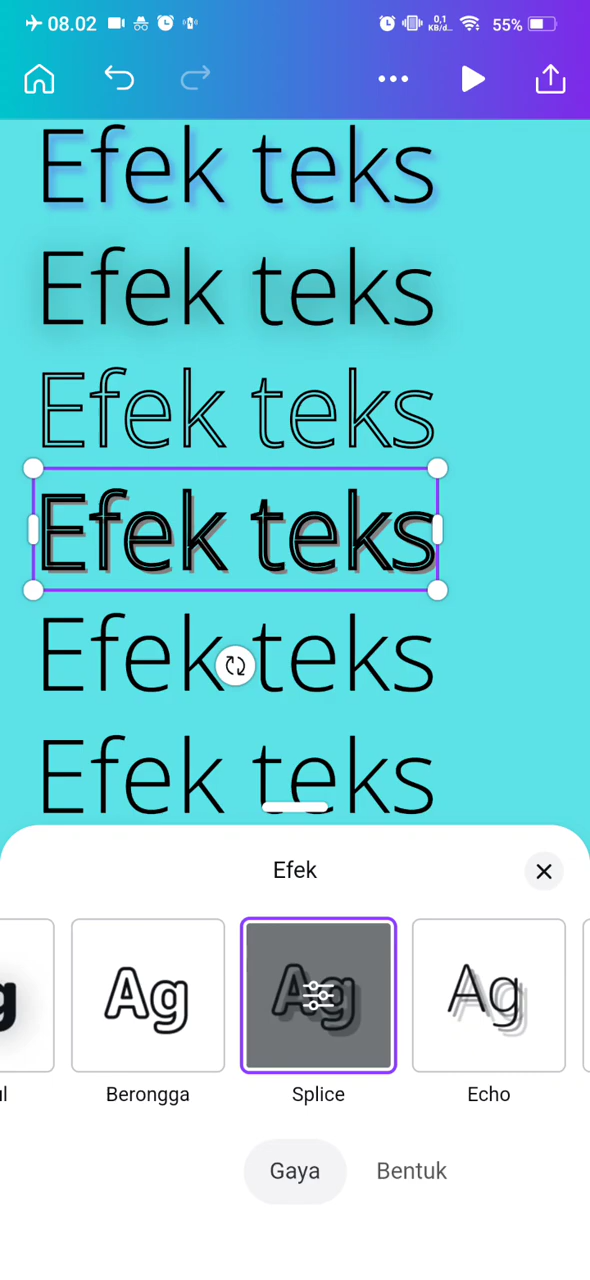 08.02
0,1
KB/d...
55%
Efek teks
Efek teks
Efek teks
Efek teks
Efek teks
Efek teks
Efek
g
Ag
Ag
Ag
Berongga
Splice
Echo
Gaya
Bentuk